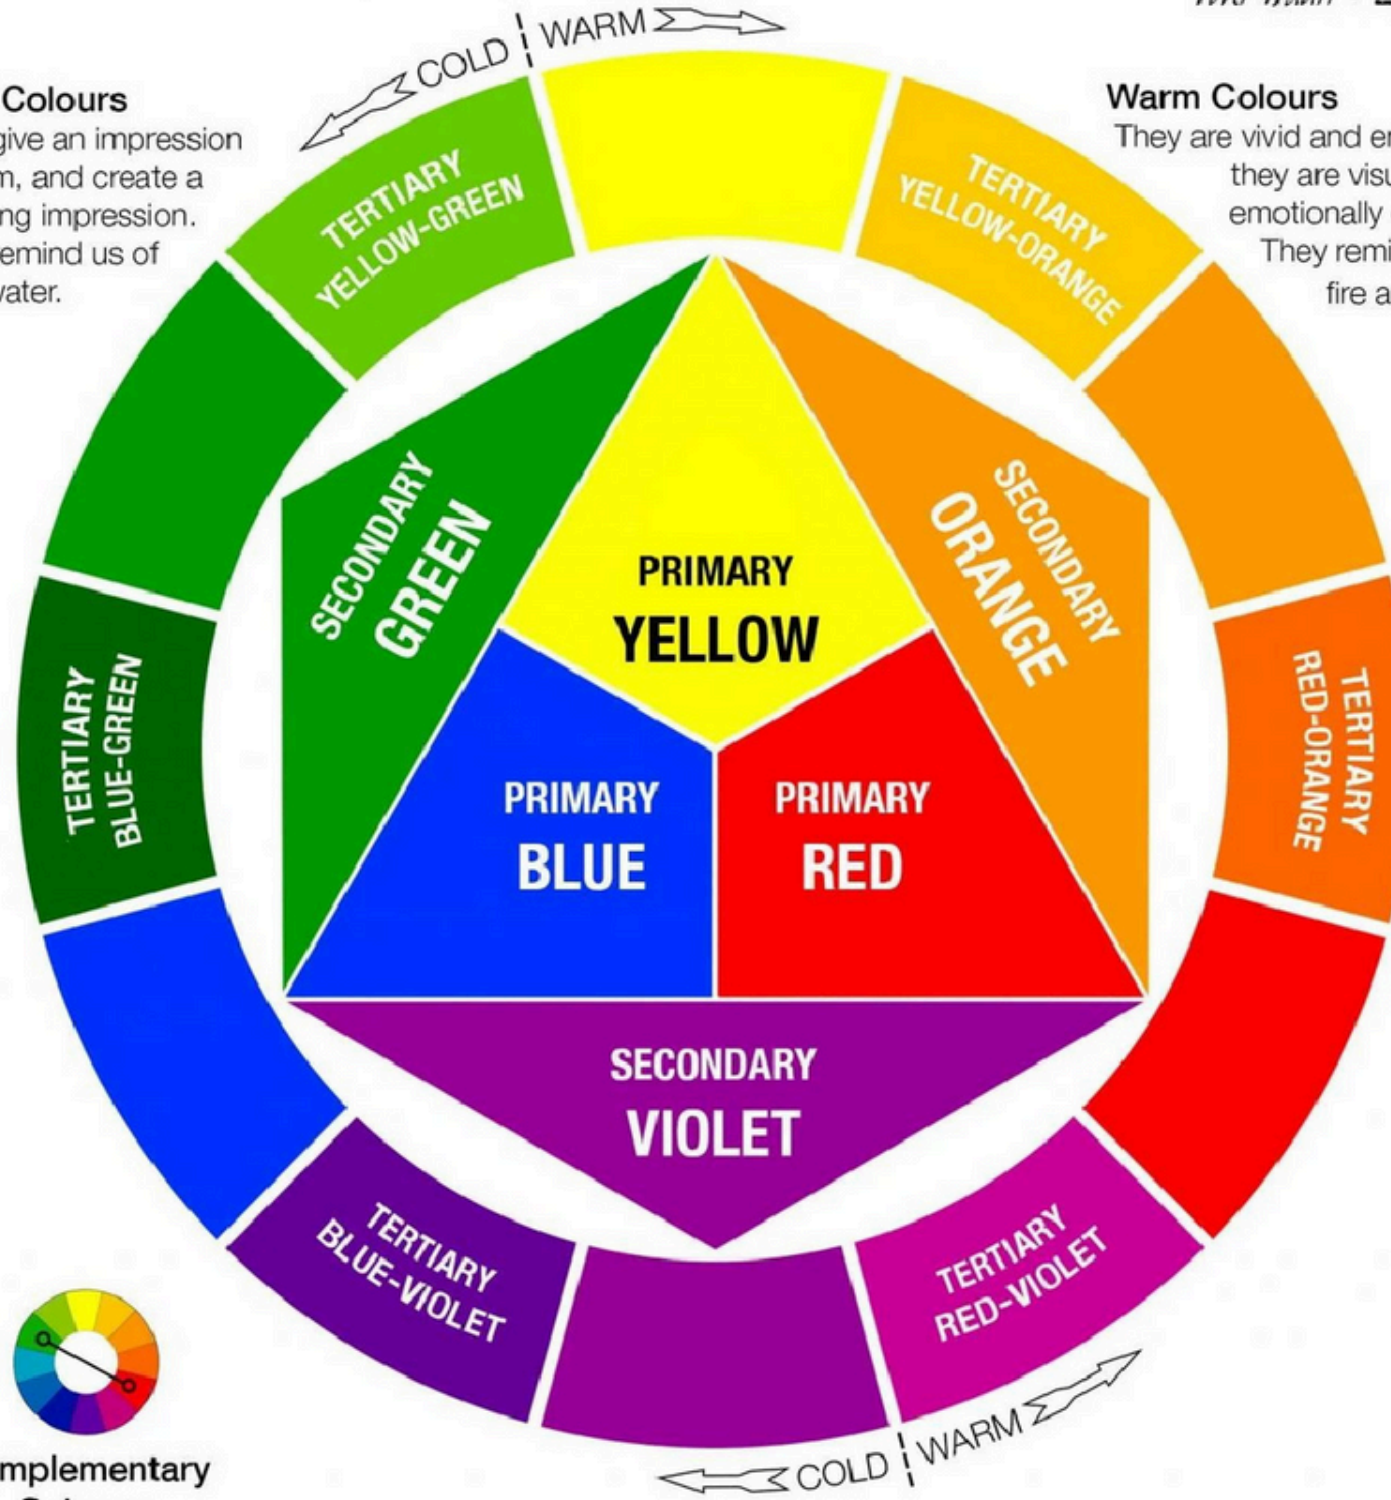 COLD
WARM
Colours
give an impression
m, and create a
ng impression.
emind us of
vater.
Warm Colours
They are vivid and en
they are visu
emotionally
They remi
fire a
TERTIARY
YELLOW-GREEN
TERTIARY
YELLOW-ORANGE
SECONDARY
GREEN
SECONDARY
ORANGE
PRIMARY
YELLOW
TERTIARY
BLUE-GREEN
TERTIARY
RED-ORANGE
PRIMARY
BLUE
PRIMARY
RED
SECONDARY
VIOLET
TERTIARY
BLUE-VIOLET
TERTIARY
RED-VIOLET
COLD
WARM
mplementary